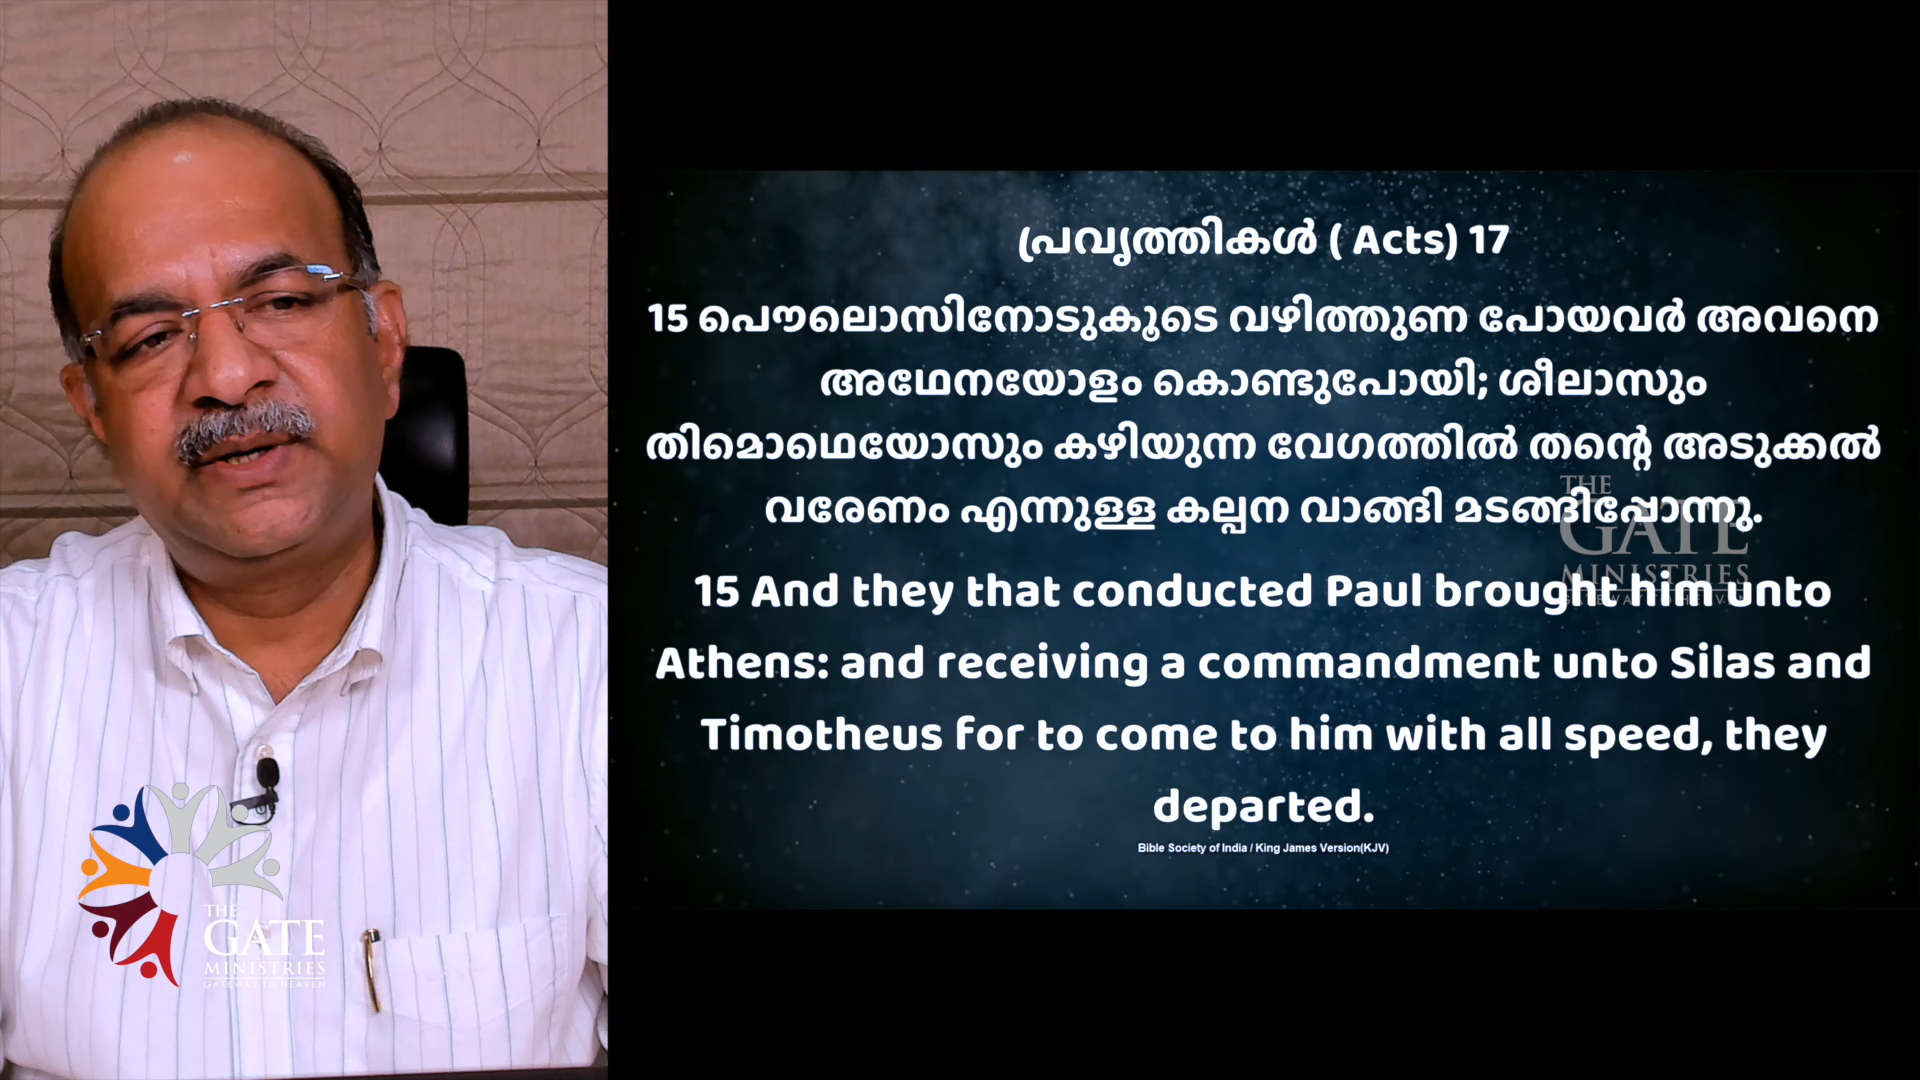 പ്രവൃത്തികൾ ( Acts) 17
15 പൌലൊസിനോടുകൂടെ വഴിത്തുണ പോയവർ അവനെ
അഥേനയോളം കൊണ്ടുപോയി; ശീലാസും
തിമൊഥെയോസും കഴിയുന്ന വേഗത്തിൽ തന്റെ അടുക്കൽ
വരേണം എന്നുള്ള കല്പന വാങ്ങി മടങ്ങിപ്പോന്നു.
15 And they that conducted Paul brought him unto
Athens: and receiving a commandment unto Silas and
Timotheus for to come to him with all speed, they
departed.
Bible Society of India / King James Version(KJV)
THE
GATE
MINISTRIES
GATEWAY TO HEAVEN
THE
GATE
MINISTRIES
GATEWAY TO HEAVEN